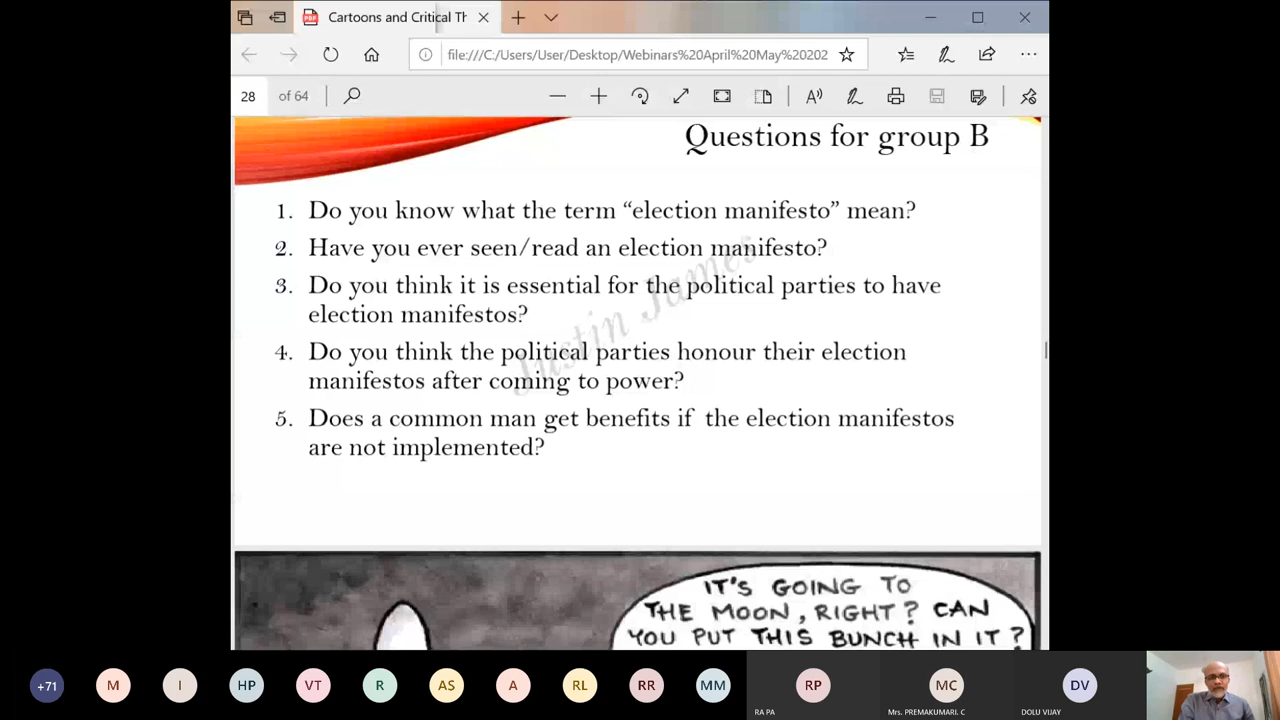 Cartoons and Critical Th
file:///C:/Users/User/Desktop/Webinars%20April%20May%20202
28 of 64
Questions for group B
1. Do you know what the term “election manifesto” mean?
2. Have you ever seen/read an election manifesto?
3. Do you think it is essential for the political parties to have
election manifestos?
4. Do you think the political parties honour their election
manifestos after coming to power?
5. Does a common man get benefits if the election manifestos
are not implemented?
Justin James
IT'S GOING TO
THE MOON, RIGHT? CAN
YOU PUT THIS BUNCH IN IT?
+71 M I HP VT R AS A RL RR MM RP MC DV
RA PA Mrs. PREMAKUMARI. C DOLU VIJAY